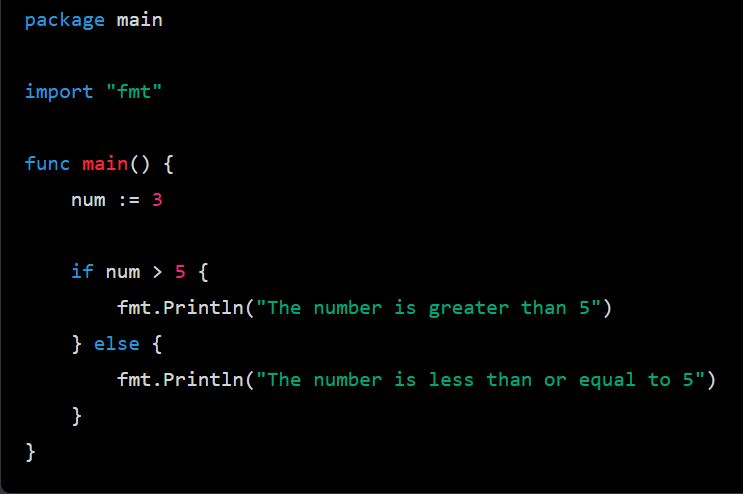 package main
import "fmt"
func main() {
    num := 3
    if num > 5 {
        fmt.Println("The number is greater than 5")
    } else {
        fmt.Println("The number is less than or equal to 5")
    }
}